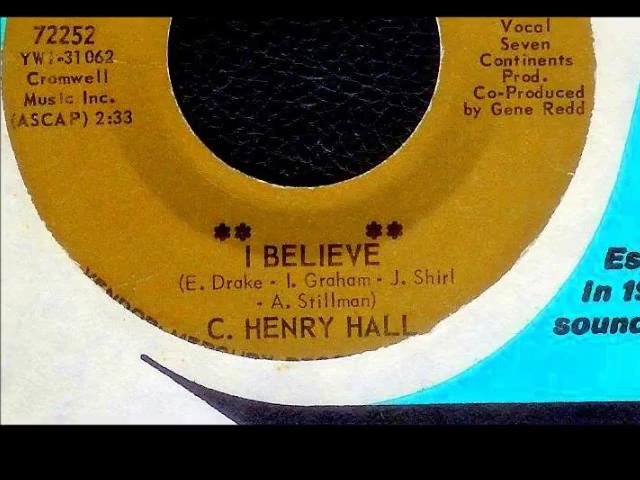 72252
YW1-31062
Cromwell
Music Inc.
(ASCAP) 2:33
Vocal
Seven
Continents
Prod.
Co-Produced
by Gene Redd
** **
I BELIEVE
(E. Drake - I. Graham - J. Shirl
- A. Stillman)
C. HENRY HALL
Es
In 19
sound